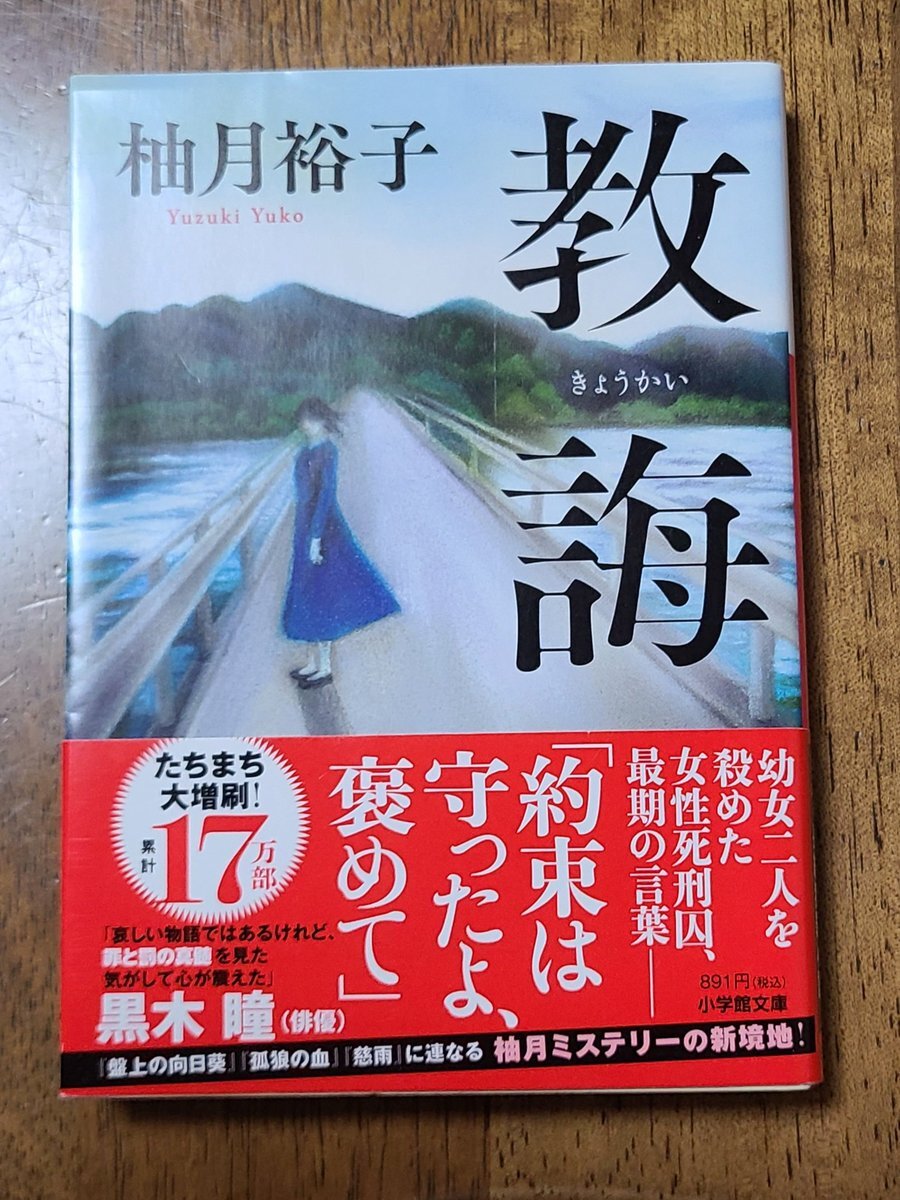 柚月裕子
Yuzuki Yuko
教誨
きょうかい
幼女二人を
殺めた
女性死刑囚、
最期の言葉――
「約束は
守ったよ、
褒めて」
たちまち
大増刷!
累計
17万部
「哀しい物語ではあるけれど、
罪と罰の真髄を見た
気がして心が震えた」
黒木 瞳(俳優)
891円(税込)
小学館文庫
『盤上の向日葵』『孤狼の血』『慈雨』に連なる 柚月ミステリーの新境地!